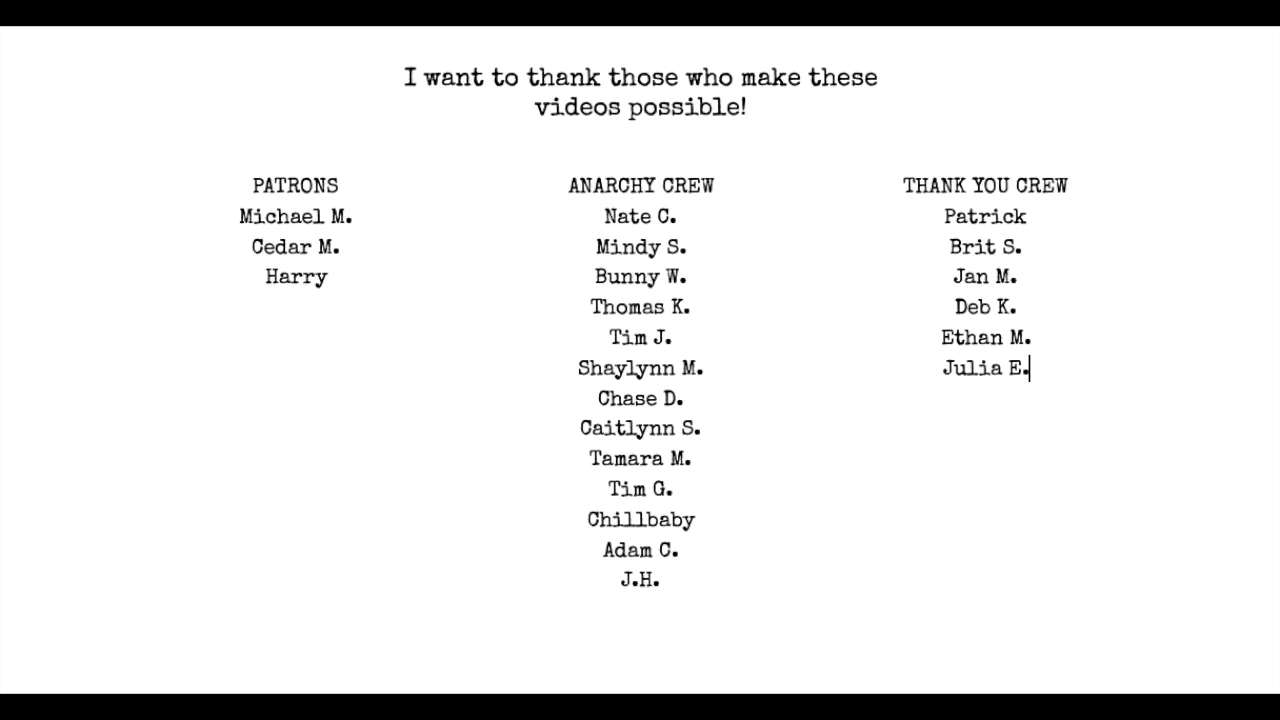 I want to thank those who make these
videos possible!
PATRONS
Michael M.
Cedar M.
Harry
ANARCHY CREW
Nate C.
Mindy S.
Bunny W.
Thomas K.
Tim J.
Shaylynn M.
Chase D.
Caitlynn S.
Tamara M.
Tim G.
Chillbaby
Adam C.
J.H.
THANK YOU CREW
Patrick
Brit S.
Jan M.
Deb K.
Ethan M.
Julia E.